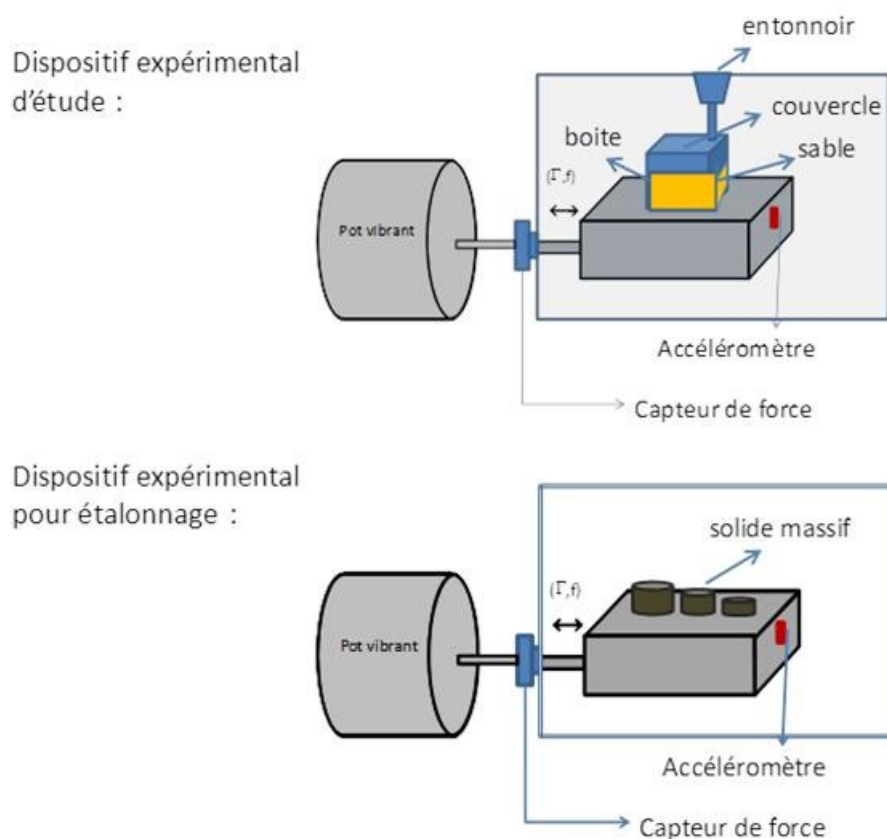 Dispositif expérimental
d'étude :
entonnoir
couvercle
boite
sable
(Γ,f)
Pot vibrant
Accéléromètre
Capteur de force
Dispositif expérimental
pour étalonnage :
solide massif
(Γ,f)
Pot vibrant
Accéléromètre
Capteur de force